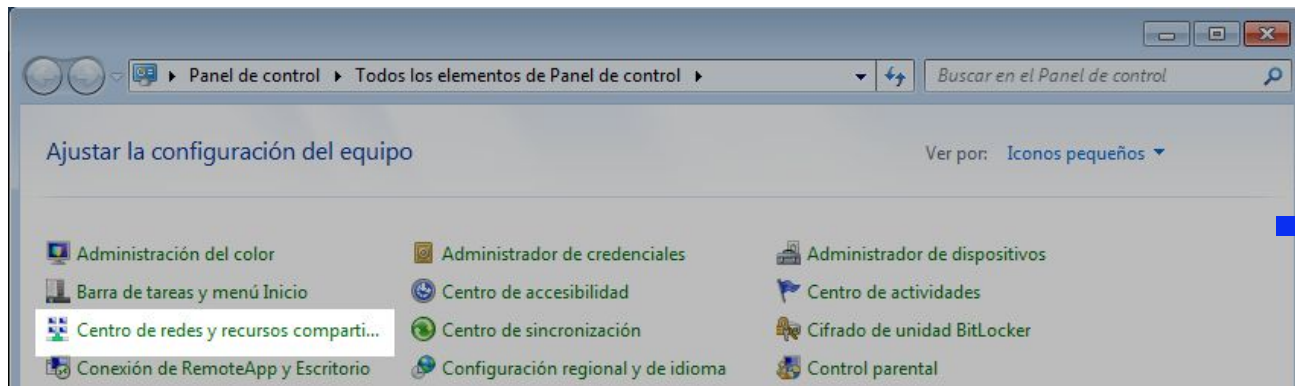 Panel de control Todos los elementos de Panel de control Buscar en el Panel de control
Ajustar la configuración del equipo Ver por: Iconos pequeños
Administración del color Administrador de credenciales Administrador de dispositivos
Barra de tareas y menú Inicio Centro de accesibilidad Centro de actividades
Centro de redes y recursos comparti... Centro de sincronización Cifrado de unidad BitLocker
Conexión de RemoteApp y Escritorio Configuración regional y de idioma Control parental